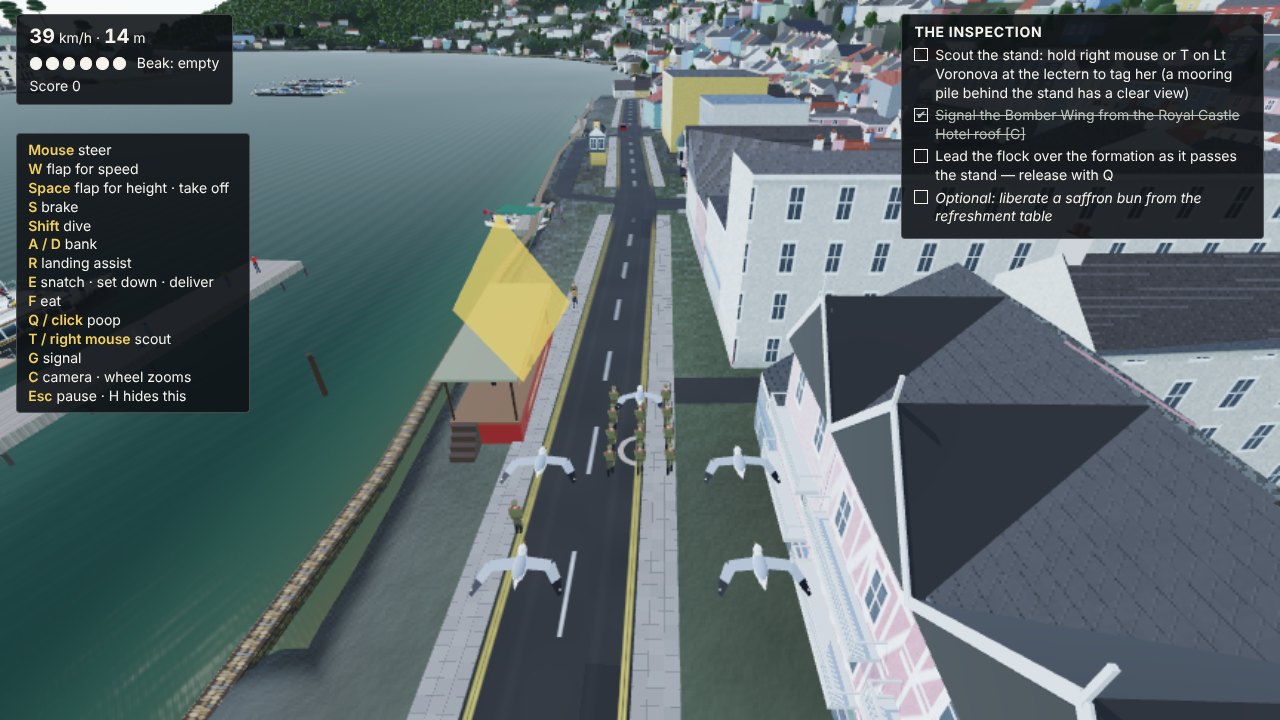 39 km/h · 14 m
Beak: empty
Score 0
Mouse steer
W flap for speed
Space flap for height · take off
S brake
Shift dive
A / D bank
R landing assist
E snatch · set down · deliver
F eat
Q / click poop
T / right mouse scout
G signal
C camera · wheel zooms
Esc pause · H hides this
THE INSPECTION
Scout the stand: hold right mouse or T on Lt
Voronova at the lectern to tag her (a mooring
pile behind the stand has a clear view)
Signal the Bomber Wing from the Royal Castle
Hotel roof [G]
Lead the flock over the formation as it passes
the stand — release with Q
Optional: liberate a saffron bun from the
refreshment table